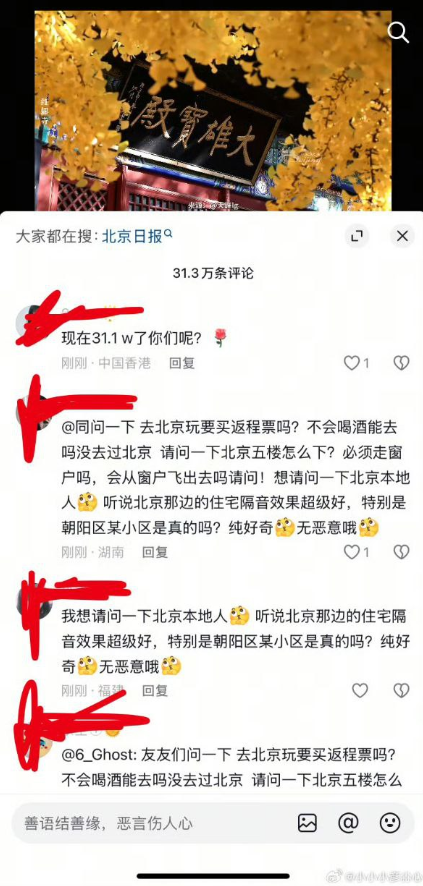 大雄寶殿
大家都在搜:北京日报
31.3万条评论
现在31.1 w了你们呢?🌹
刚刚·中国香港 回复
1
@同问一下 去北京玩要买返程票吗?不会喝酒能去
吗没去过北京 请问一下北京五楼怎么下?必须走窗
户吗,会从窗户飞出去吗请问!想请问一下北京本地
人🤔听说北京那边的住宅隔音效果超级好,特别是
朝阳区某小区是真的吗?纯好奇🤔无恶意哦🤔
刚刚·湖南 回复
1
我想请问一下北京本地人🤔听说北京那边的住宅隔
音效果超级好,特别是朝阳区某小区是真的吗?纯好
奇🤔无恶意哦🤔
刚刚·福建 回复
@6_Ghost: 友友们问一下 去北京玩要买返程票吗?
不会喝酒能去吗没去过北京 请问一下北京五楼怎么
善语结善缘,恶言伤人心